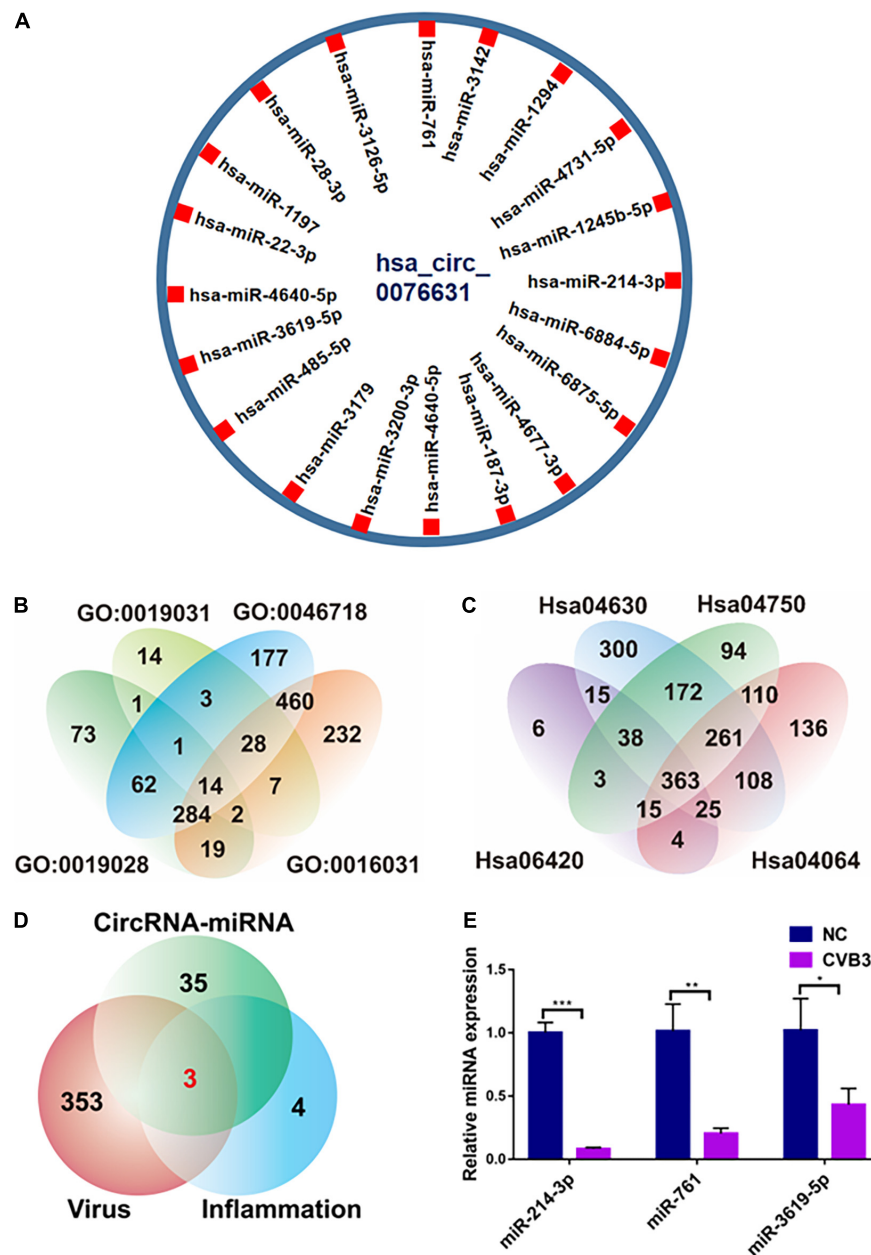 A
hsa-miR-761
hsa-miR-3142
hsa-miR-1294
hsa-miR-4731-5p
hsa-miR-1245b-5p
hsa-miR-214-3p
hsa-miR-6884-5p
hsa-miR-6875-5p
hsa-miR-4677-3p
hsa-miR-187-3p
hsa-miR-4640-5p
hsa-miR-3200-3p
hsa-miR-3179
hsa-miR-485-5p
hsa-miR-3619-5p
hsa-miR-4640-5p
hsa-miR-22-3p
hsa-miR-1197
hsa-miR-28-3p
hsa-miR-3126-5p
hsa_circ_
0076631
B
GO:0019031
GO:0046718
14
177
1
3
460
73
1
28
232
62
14
7
284
2
19
GO:0019028
GO:0016031
C
Hsa04630
Hsa04750
300
94
15
172
110
6
38
261
136
3
363
108
15
25
4
Hsa06420
Hsa04064
D
CircRNA-miRNA
35
3
353
4
Virus
Inflammation
E
NC
CVB3
Relative miRNA expression
1.5
1.0
0.5
0.0
***
**
*
miR-214-3p
miR-761
miR-3619-5p